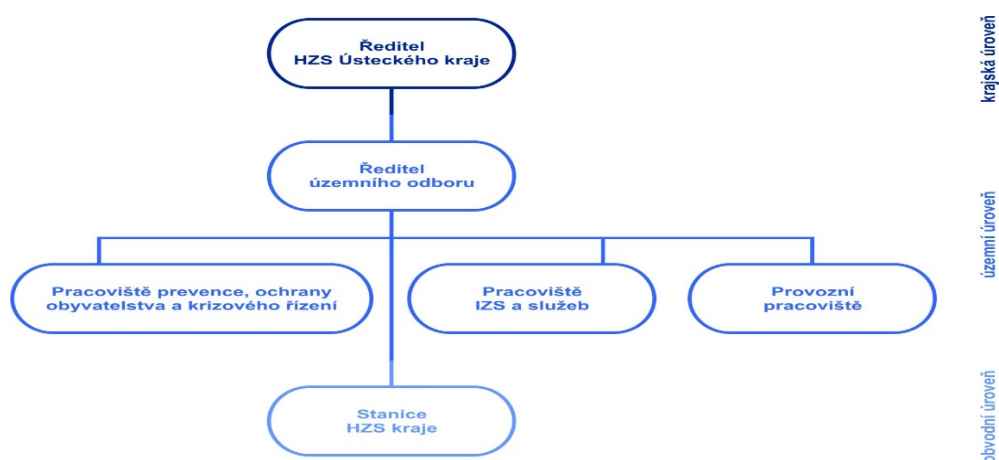 Ředitel
HZS Ústeckého kraje
krajská úroveň
Ředitel
územního odboru
územní úroveň
Pracoviště prevence, ochrany
obyvatelstva a krizového řízení
Pracoviště
IZS a služeb
Provozní
pracoviště
Stanice
HZS kraje
obvodní úroveň